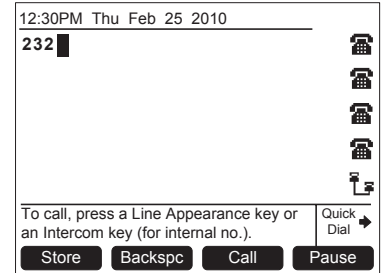 12:30PM Thu Feb 25 2010
232
To call, press a Line Appearance key or
an Intercom key (for internal no.).
Quick
Dial
Store Backspc Call Pause